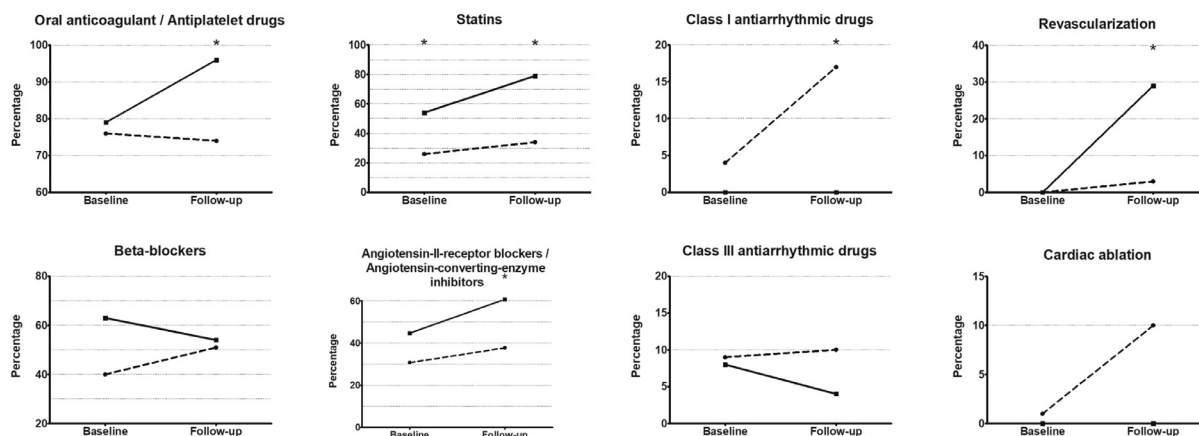 Oral anticoagulant / Antiplatelet drugs
*
100
90
80
70
60
Percentage
Baseline
Follow-up
Statins
*
*
100
80
60
40
20
0
Percentage
Baseline
Follow-up
Class I antiarrhythmic drugs
*
20
15
10
5
0
Percentage
Baseline
Follow-up
Revascularization
*
40
30
20
10
0
Percentage
Baseline
Follow-up
Beta-blockers
80
60
40
20
Percentage
Baseline
Follow-up
Angiotensin-II-receptor blockers /
Angiotensin-converting-enzyme
inhibitors
*
60
40
20
0
Percentage
Baseline
Follow-up
Class III antiarrhythmic drugs
20
15
10
5
0
Percentage
Baseline
Follow-up
Cardiac ablation
15
10
5
0
Percentage
Baseline
Follow-up